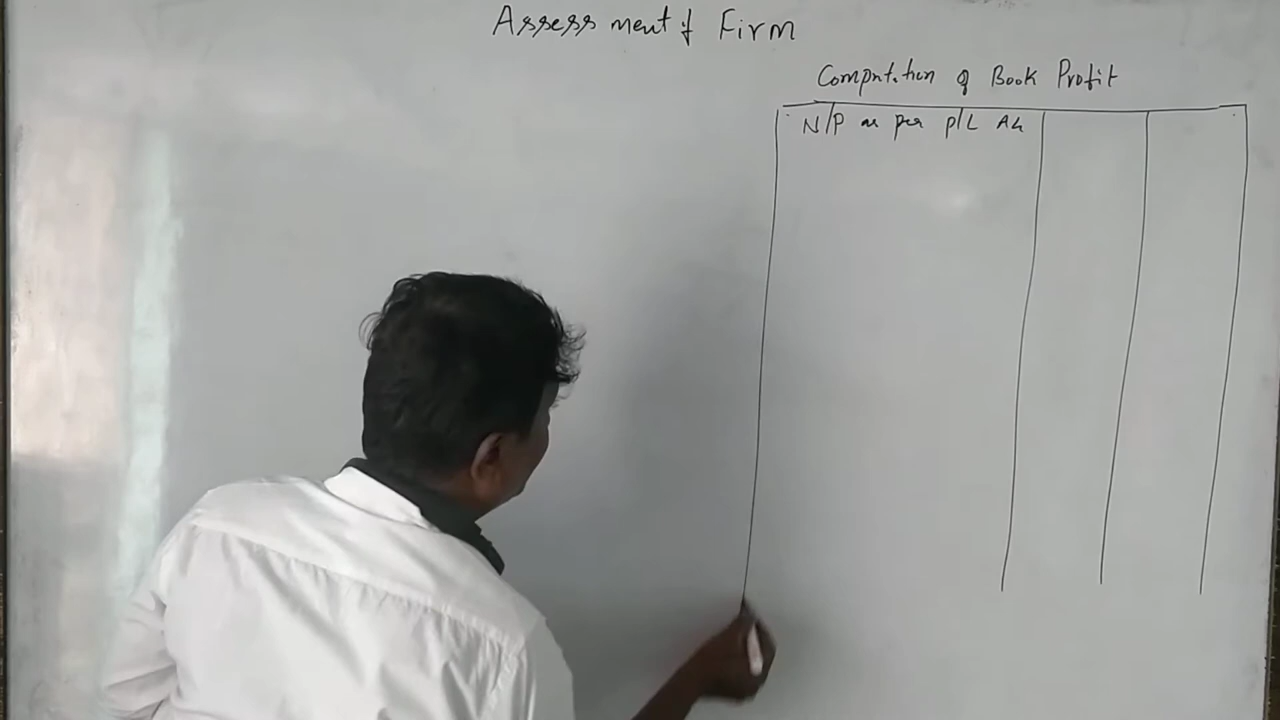 Assessment of Firm
Computation of Book Profit
N/P as per P/L A/c